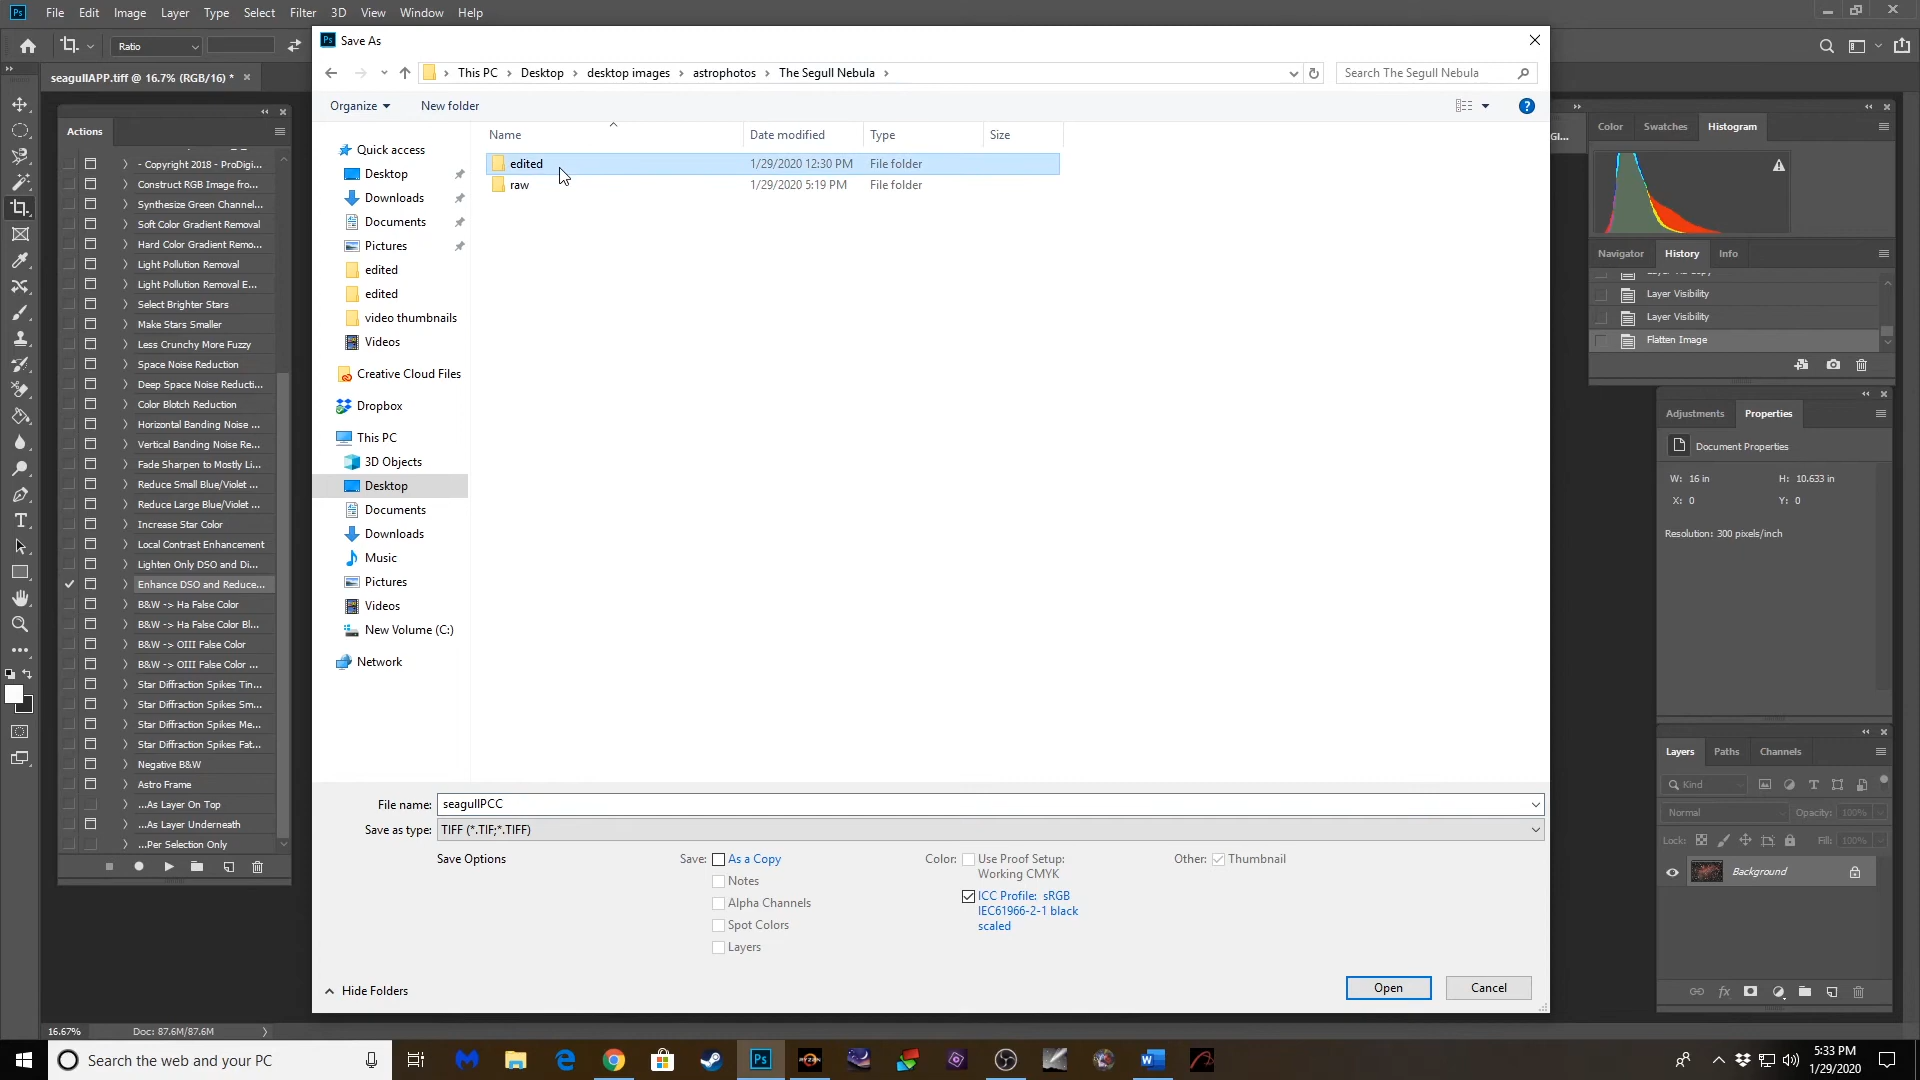 Ps File Edit Image Layer Type Select Filter 3D View Window Help
Ratio
seagullAPP.tiff @ 16.7% (RGB/16) *
Actions
- Copyright 2018 - ProDigi...
Construct RGB Image fro...
Synthesize Green Channel...
Soft Color Gradient Removal
Hard Color Gradient Remo...
Light Pollution Removal
Light Pollution Removal E...
Select Brighter Stars
Make Stars Smaller
Less Crunchy More Fuzzy
Space Noise Reduction
Deep Space Noise Reducti...
Color Blotch Reduction
Horizontal Banding Noise ...
Vertical Banding Noise Re...
Fade Sharpen to Mostly Li...
Reduce Small Blue/Violet ...
Reduce Large Blue/Violet ...
Increase Star Color
Local Contrast Enhancement
Lighten Only DSO and Di...
Enhance DSO and Reduce...
B&W -> Ha False Color
B&W -> Ha False Color Bl...
B&W -> OIII False Color
B&W -> OIII False Color ...
Star Diffraction Spikes Tin...
Star Diffraction Spikes Sm...
Star Diffraction Spikes Me...
Star Diffraction Spikes Fat...
Negative B&W
Astro Frame
...As Layer On Top
...As Layer Underneath
...Per Selection Only
Ps Save As
This PC > Desktop > desktop images > astrophotos > The Segull Nebula >
Search The Segull Nebula
Organize New folder
Name Date modified Type Size
edited 1/29/2020 12:30 PM File folder
raw 1/29/2020 5:19 PM File folder
Quick access
Desktop
Downloads
Documents
Pictures
edited
edited
video thumbnails
Videos
Creative Cloud Files
Dropbox
This PC
3D Objects
Desktop
Documents
Downloads
Music
Pictures
Videos
New Volume (C:)
Network
File name: seagullPCC
Save as type: TIFF (*.TIF;*.TIFF)
Save Options
Save: As a Copy
Notes
Alpha Channels
Spot Colors
Layers
Color: Use Proof Setup:
Working CMYK
ICC Profile: sRGB
IEC61966-2-1 black
scaled
Other: Thumbnail
Hide Folders
Open Cancel
Color Swatches Histogram
Navigator History Info
Layer Visibility
Layer Visibility
Flatten Image
Adjustments Properties
Document Properties
W: 16 in H: 10.633 in
X: 0 Y: 0
Resolution: 300 pixels/inch
Layers Paths Channels
Kind
Normal Opacity: 100%
Lock: Fill: 100%
Background
fx
16.67% Doc: 87.6M/87.6M
Search the web and your PC
Ps
RYZEN
5:33 PM
1/29/2020